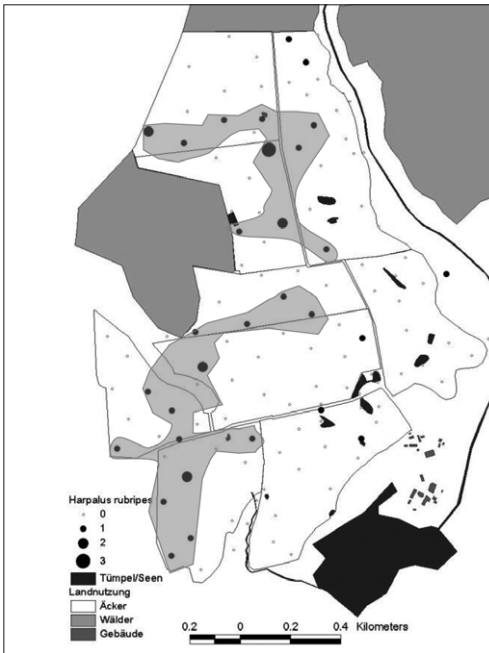 Harpalus rubripes
0
1
2
3
Tümpel/Seen
Landnutzung
Äcker
Wälder
Gebäude
0.2 0 0.2 0.4 Kilometers